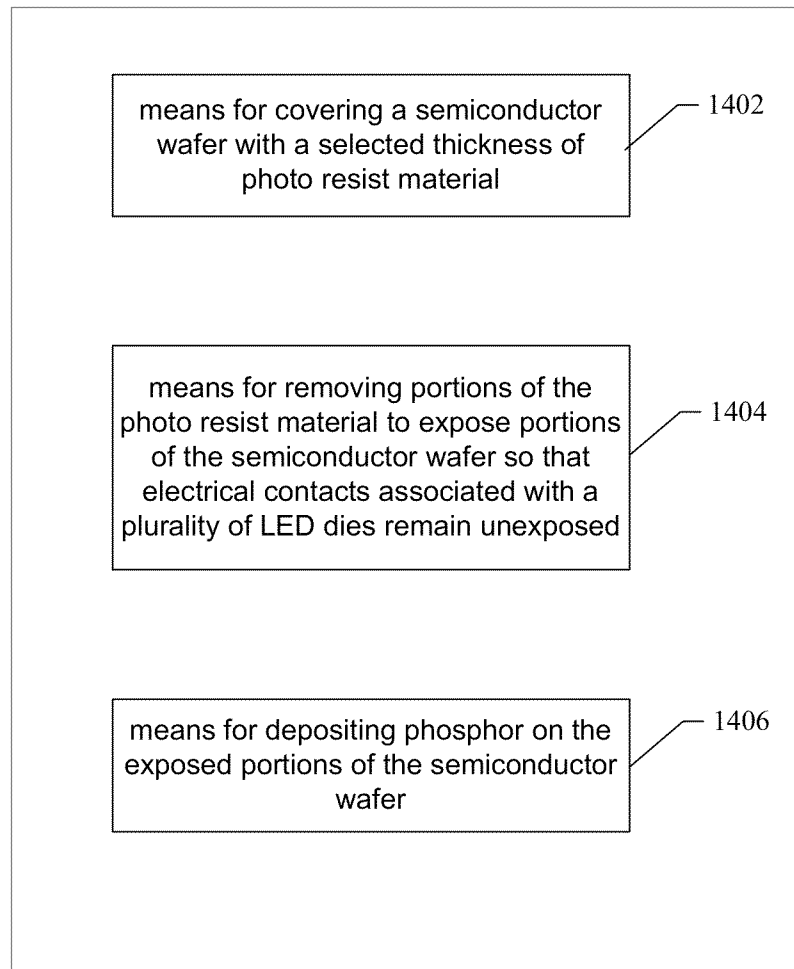 means for covering a semiconductor
wafer with a selected thickness of
photo resist material
1402
means for removing portions of the
photo resist material to expose portions
of the semiconductor wafer so that
electrical contacts associated with a
plurality of LED dies remain unexposed
1404
means for depositing phosphor on the
exposed portions of the semiconductor
wafer
1406